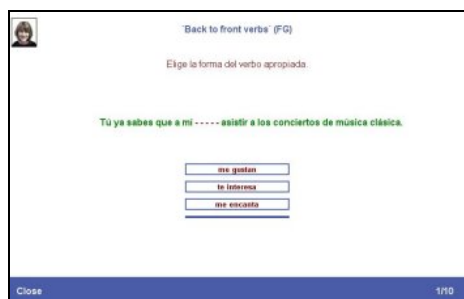 'Back to front verbs' (FG)
Elige la forma del verbo apropiada.
Tú ya sabes que a mí - - - - - asistir a los conciertos de música clásica.
me gustan
te interesa
me encanta
Close
1/10